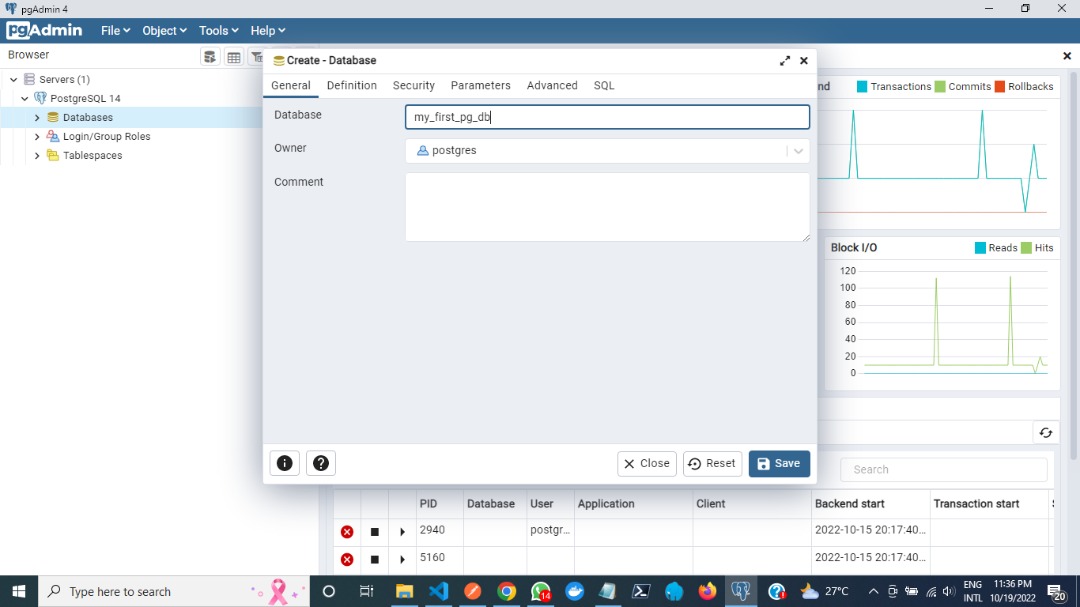 pgAdmin 4
pgAdmin File Object Tools Help
Browser
Servers (1)
PostgreSQL 14
Databases
Login/Group Roles
Tablespaces
Create - Database
General Definition Security Parameters Advanced SQL
Database my_first_pg_db
Owner postgres
Comment
Close Reset Save
nd Transactions Commits Rollbacks
Block I/O Reads Hits
120
100
80
60
40
20
0
Search
PID Database User Application Client Backend start Transaction start
2940 postgr... 2022-10-15 20:17:40...
5160 2022-10-15 20:17:40...
Type here to search
14
27°C
ENG
INTL
11:36 PM
10/19/2022
20